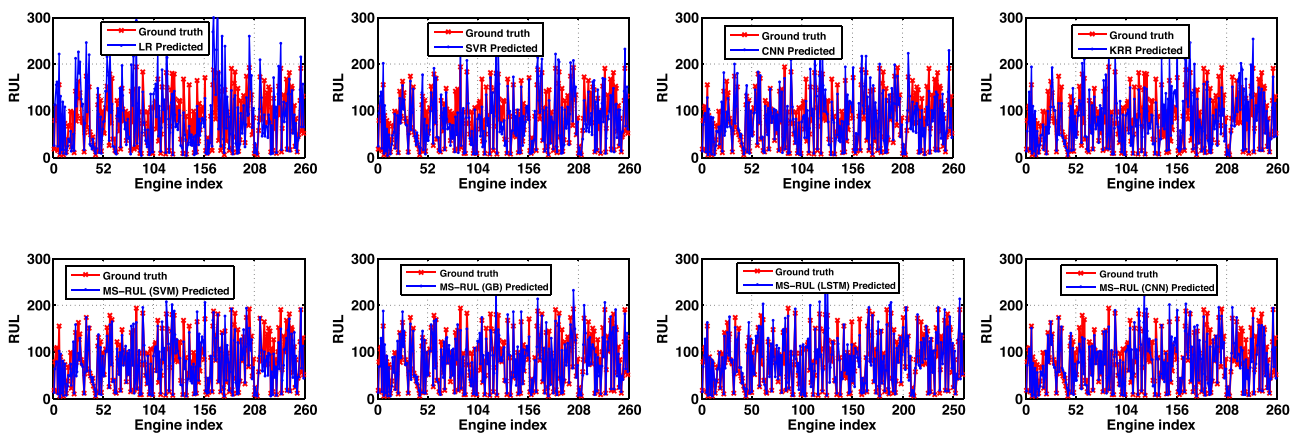 300
200
100
0
RUL
Ground truth
LR Predicted
0 52 104 156 208 260
Engine index
300
200
100
0
RUL
Ground truth
SVR Predicted
0 52 104 156 208 260
Engine index
300
200
100
0
RUL
Ground truth
CNN Predicted
0 52 104 156 208 260
Engine index
300
200
100
0
RUL
Ground truth
KRR Predicted
0 52 104 156 208 260
Engine index
300
200
100
0
RUL
Ground truth
MS−RUL (SVM) Predicted
0 52 104 156 208 260
Engine index
300
200
100
0
RUL
Ground truth
MS−RUL (GB) Predicted
0 52 104 156 208 260
Engine index
300
200
100
0
RUL
Ground truth
MS−RUL (LSTM) Predicted
0 50 100 150 200 250
Engine index
300
200
100
0
RUL
Ground truth
MS−RUL (CNN) Predicted
0 52 104 156 208 260
Engine index